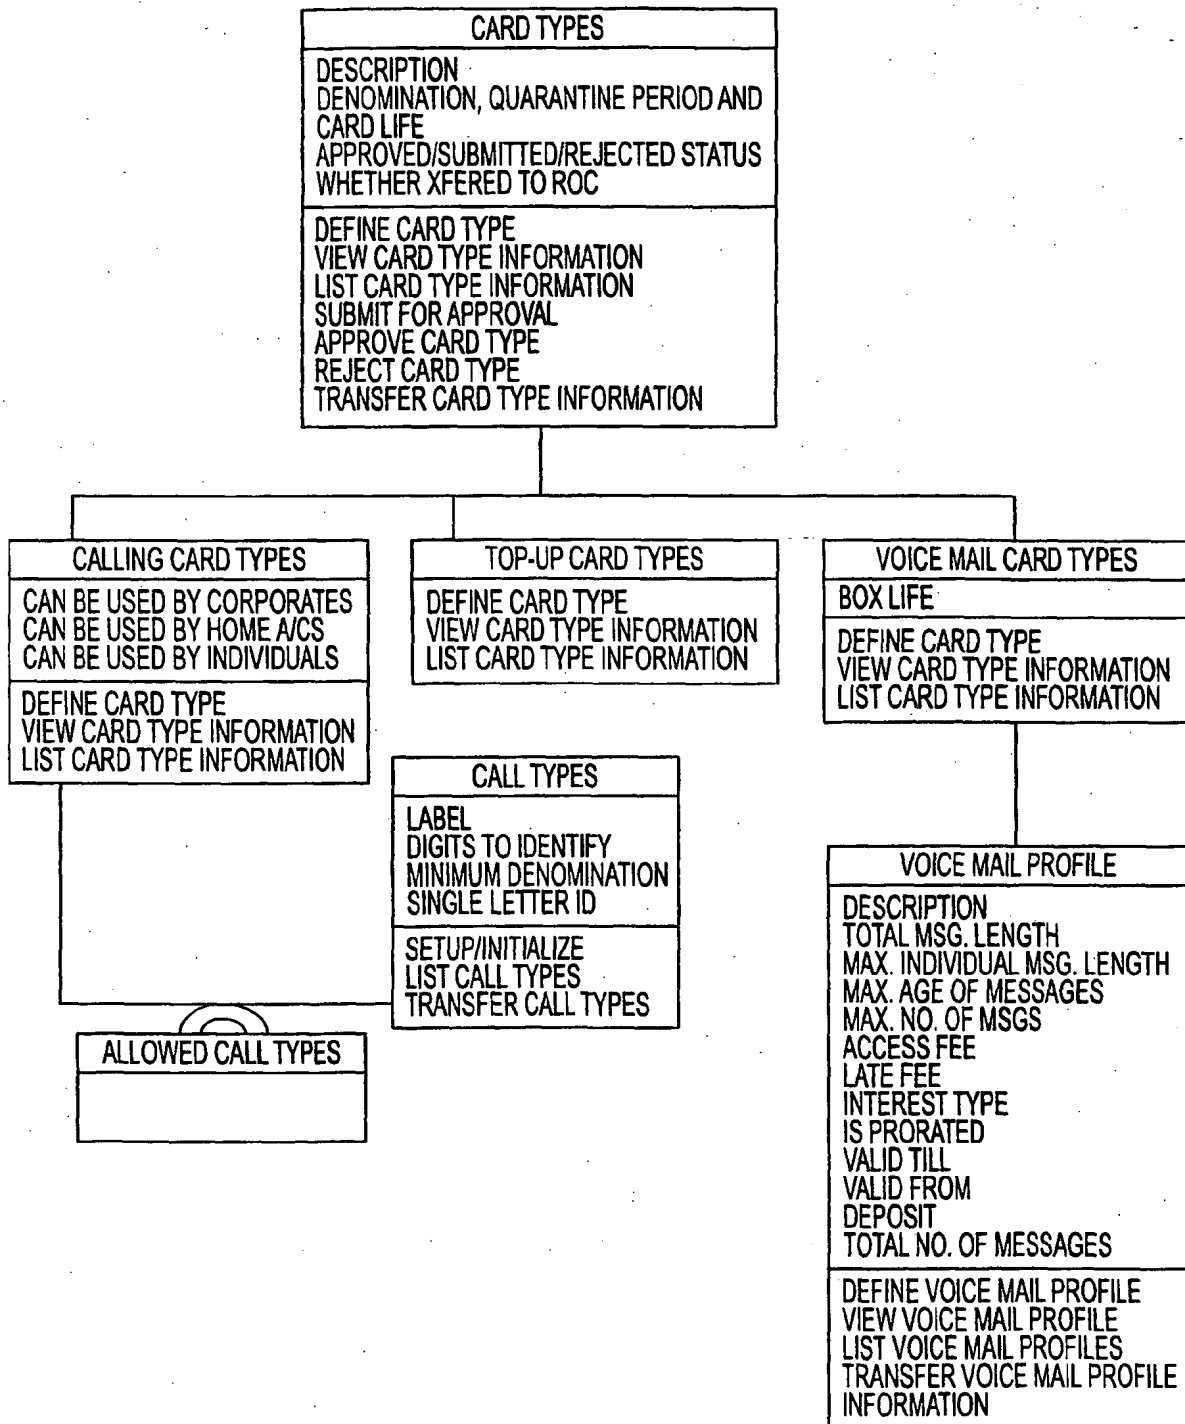 CARD TYPES
DESCRIPTION
DENOMINATION, QUARANTINE PERIOD AND
CARD LIFE
APPROVED/SUBMITTED/REJECTED STATUS
WHETHER XFERED TO ROC
DEFINE CARD TYPE
VIEW CARD TYPE INFORMATION
LIST CARD TYPE INFORMATION
SUBMIT FOR APPROVAL
APPROVE CARD TYPE
REJECT CARD TYPE
TRANSFER CARD TYPE INFORMATION
CALLING CARD TYPES
CAN BE USED BY CORPORATES
CAN BE USED BY HOME A/CS
CAN BE USED BY INDIVIDUALS
DEFINE CARD TYPE
VIEW CARD TYPE INFORMATION
LIST CARD TYPE INFORMATION
TOP-UP CARD TYPES
DEFINE CARD TYPE
VIEW CARD TYPE INFORMATION
LIST CARD TYPE INFORMATION
VOICE MAIL CARD TYPES
BOX LIFE
DEFINE CARD TYPE
VIEW CARD TYPE INFORMATION
LIST CARD TYPE INFORMATION
CALL TYPES
LABEL
DIGITS TO IDENTIFY
MINIMUM DENOMINATION
SINGLE LETTER ID
SETUP/INITIALIZE
LIST CALL TYPES
TRANSFER CALL TYPES
ALLOWED CALL TYPES
VOICE MAIL PROFILE
DESCRIPTION
TOTAL MSG. LENGTH
MAX. INDIVIDUAL MSG. LENGTH
MAX. AGE OF MESSAGES
MAX. NO. OF MSGS
ACCESS FEE
LATE FEE
INTEREST TYPE
IS PRORATED
VALID TILL
VALID FROM
DEPOSIT
TOTAL NO. OF MESSAGES
DEFINE VOICE MAIL PROFILE
VIEW VOICE MAIL PROFILE
LIST VOICE MAIL PROFILES
TRANSFER VOICE MAIL PROFILE
INFORMATION